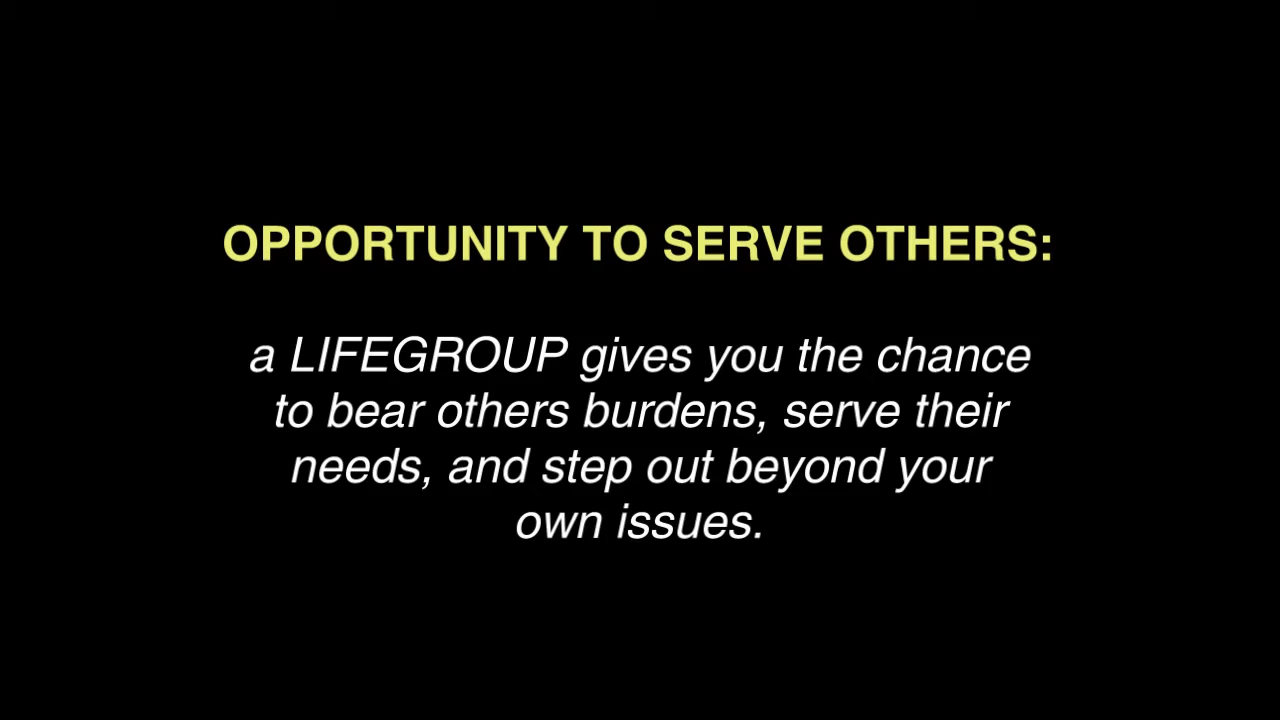 OPPORTUNITY TO SERVE OTHERS:
a LIFEGROUP gives you the chance
to bear others burdens, serve their
needs, and step out beyond your
own issues.